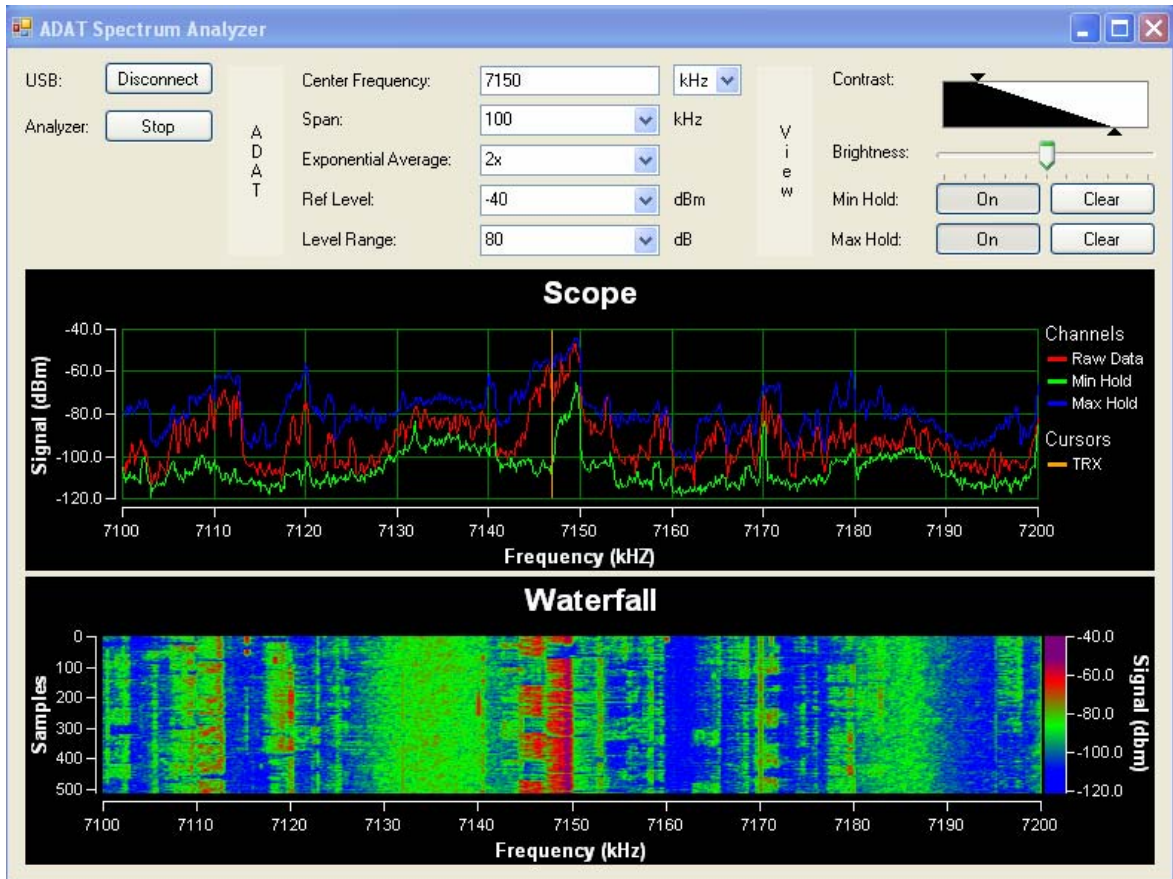 ADAT Spectrum Analyzer
USB: Disconnect
Analyzer: Stop
ADAT
Center Frequency: 7150 kHz
Span: 100 kHz
Exponential Average: 2x
Ref Level: -40 dBm
Level Range: 80 dB
View
Contrast:
Brightness:
Min Hold: On Clear
Max Hold: On Clear
Scope
Signal (dBm)
-40.0
-60.0
-80.0
-100.0
-120.0
7100 7110 7120 7130 7140 7150 7160 7170 7180 7190 7200
Frequency (kHZ)
Channels
Raw Data
Min Hold
Max Hold
Cursors
TRX
Waterfall
Samples
0
100
200
300
400
500
7100 7110 7120 7130 7140 7150 7160 7170 7180 7190 7200
Frequency (kHz)
-40.0
-60.0
-80.0
-100.0
-120.0
Signal (dbm)